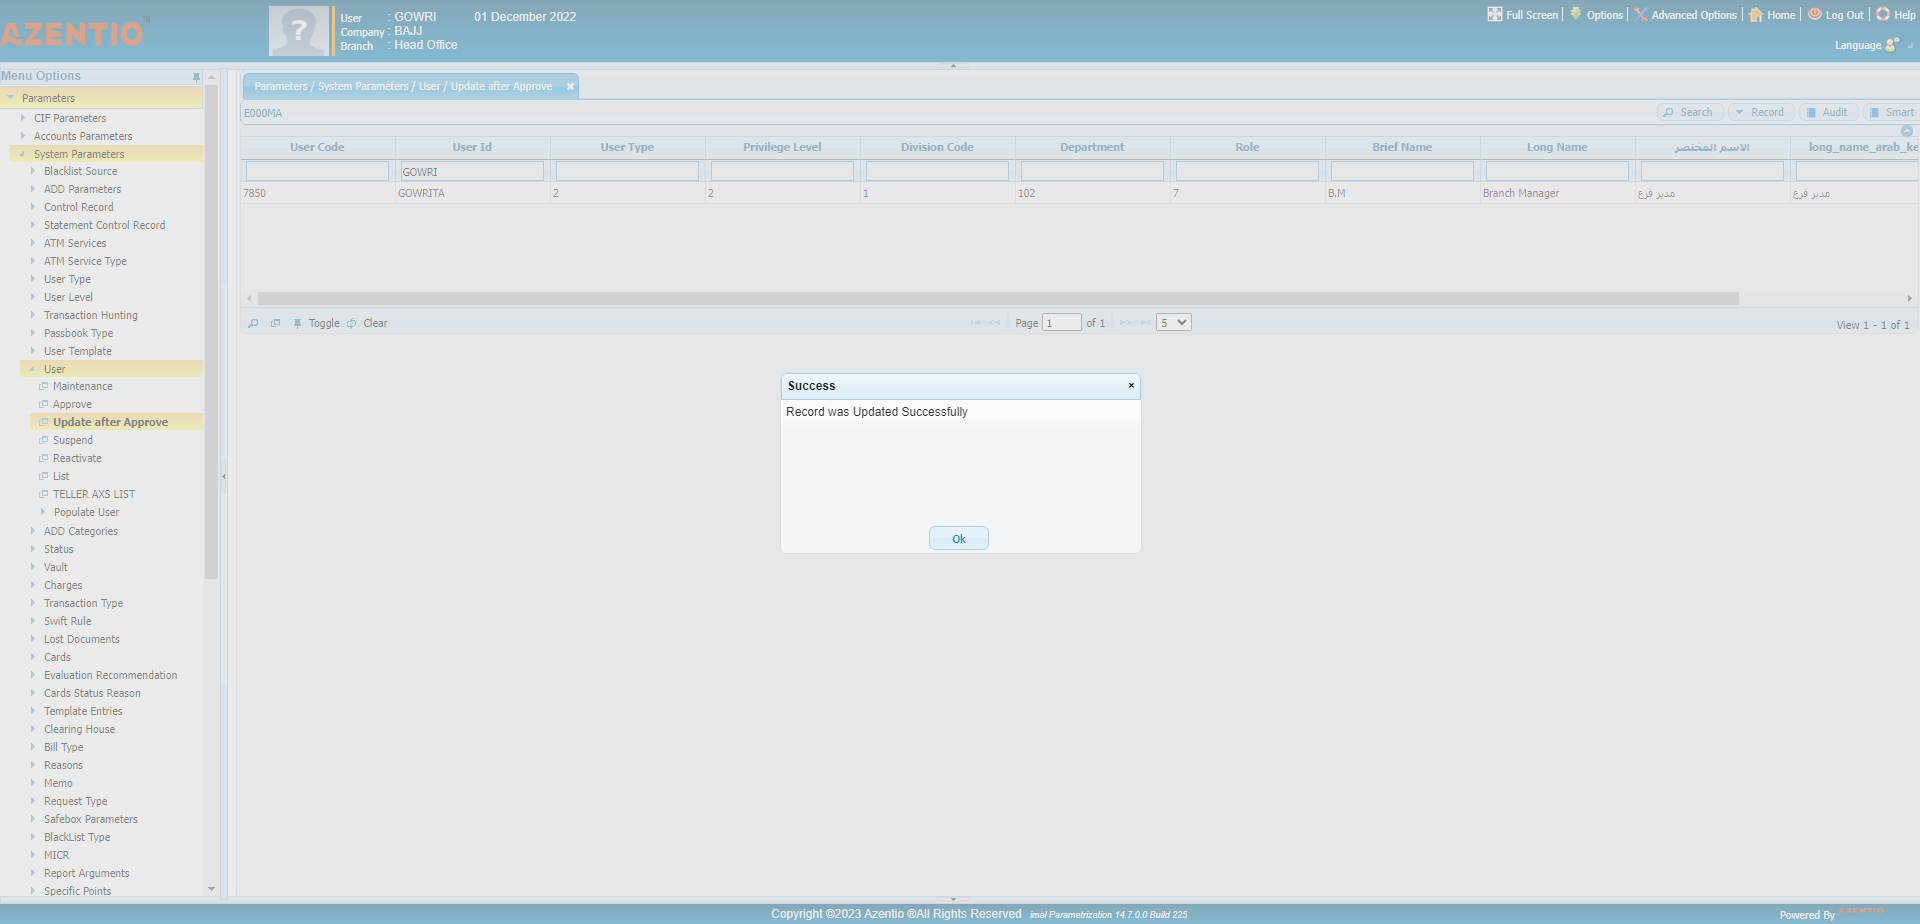 AZENTIO
User : GOWRI 01 December 2022
Company : BAJJ
Branch : Head Office
Full Screen Options Advanced Options Home Log Out Help
Language
Menu Options
Parameters
CIF Parameters
Accounts Parameters
System Parameters
Blacklist Source
ADD Parameters
Control Record
Statement Control Record
ATM Services
ATM Service Type
User Type
User Level
Transaction Hunting
Passbook Type
User Template
User
Maintenance
Approve
Update after Approve
Suspend
Reactivate
List
TELLER AXS LIST
Populate User
ADD Categories
Status
Vault
Charges
Transaction Type
Swift Rule
Lost Documents
Cards
Evaluation Recommendation
Cards Status Reason
Template Entries
Clearing House
Bill Type
Reasons
Memo
Request Type
Safebox Parameters
BlackList Type
MICR
Report Arguments
Specific Points
Parameters / System Parameters / User / Update after Approve
E000MA
Search Record Audit Smart
User Code User Id User Type Privilege Level Division Code Department Role Brief Name Long Name الاسم المختصر long_name_arab_ke
GOWRI
7850 GOWRITA 2 2 1 102 7 B.M Branch Manager مدير فرع مدير فرع
Toggle Clear Page 1 of 1 5 View 1 - 1 of 1
Success
Record was Updated Successfully
Ok
Copyright ©2023 Azentio ®All Rights Reserved imal Parametrization 14.7.0.0 Build 225
Powered By AZENTIO